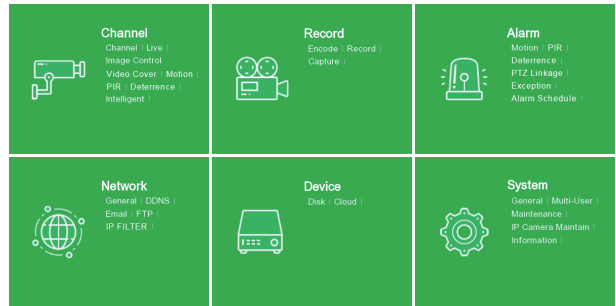 Channel
Channel | Live |
Image Control
Video Cover | Motion |
PIR | Deterrence |
Intelligent |
Record
Encode | Record |
Capture |
Alarm
Motion | PIR |
Deterrence |
PTZ Linkage |
Exception |
Alarm Schedule |
Network
General | DDNS |
Email | FTP |
IP FILTER |
Device
Disk | Cloud |
System
General | Multi-User |
Maintenance |
IP Camera Maintain |
Information |